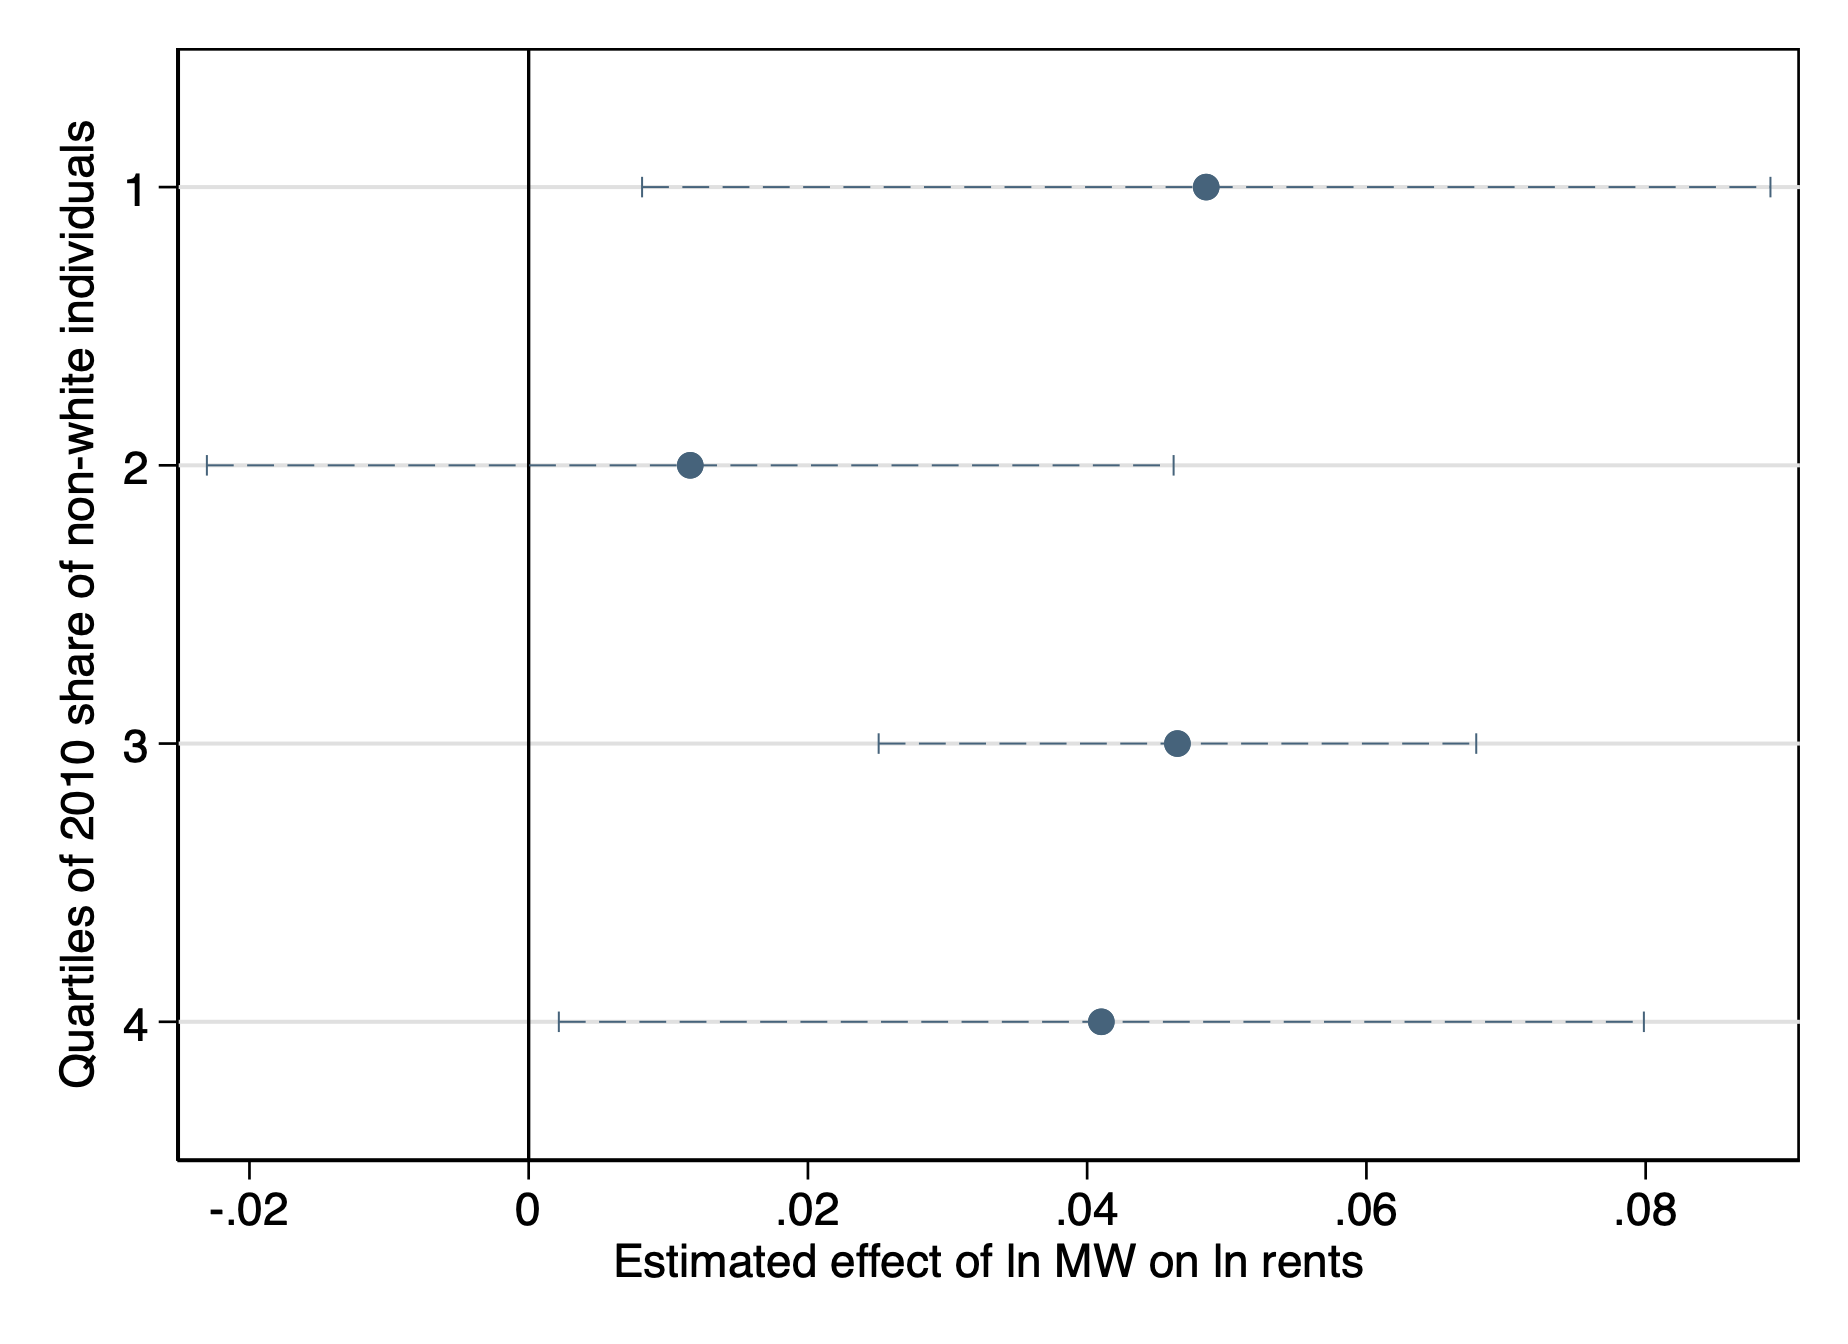 Quartiles of 2010 share of non-white individuals
1
2
3
4
-.02 0 .02 .04 .06 .08
Estimated effect of ln MW on ln rents